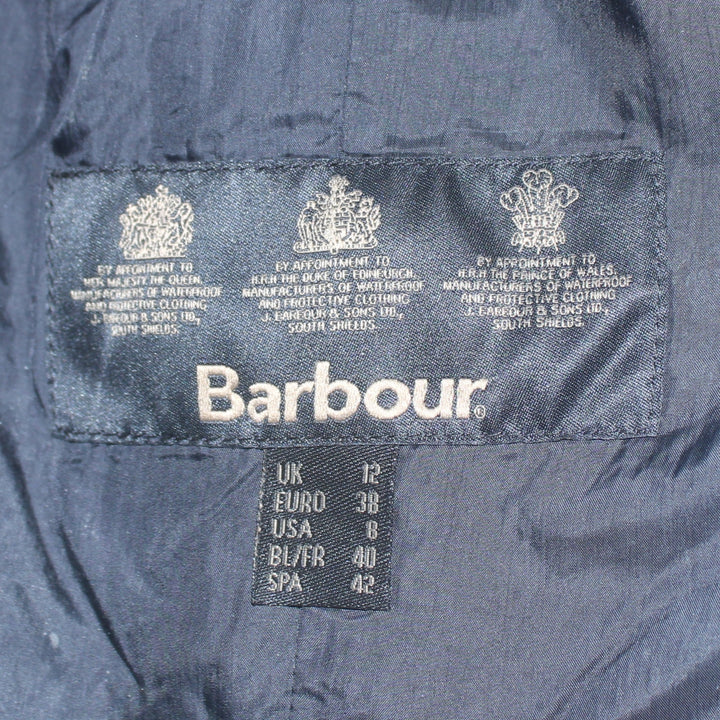 BY APPOINTMENT TO
HER MAJESTY THE QUEEN.
MANUFACTURERS OF WATERPROOF
AND PROTECTIVE CLOTHING
J. BARBOUR & SONS LTD.,
SOUTH SHIELDS.
BY APPOINTMENT TO
H.R.H. THE DUKE OF EDINBURGH.
MANUFACTURERS OF WATERPROOF
AND PROTECTIVE CLOTHING
J. BARBOUR & SONS LTD.,
SOUTH SHIELDS.
BY APPOINTMENT TO
H.R.H. THE PRINCE OF WALES.
MANUFACTURERS OF WATERPROOF
AND PROTECTIVE CLOTHING
J. BARBOUR & SONS LTD.,
SOUTH SHIELDS.
Barbour®
UK 12
EURO 38
USA 8
BL/FR 40
SPA 42